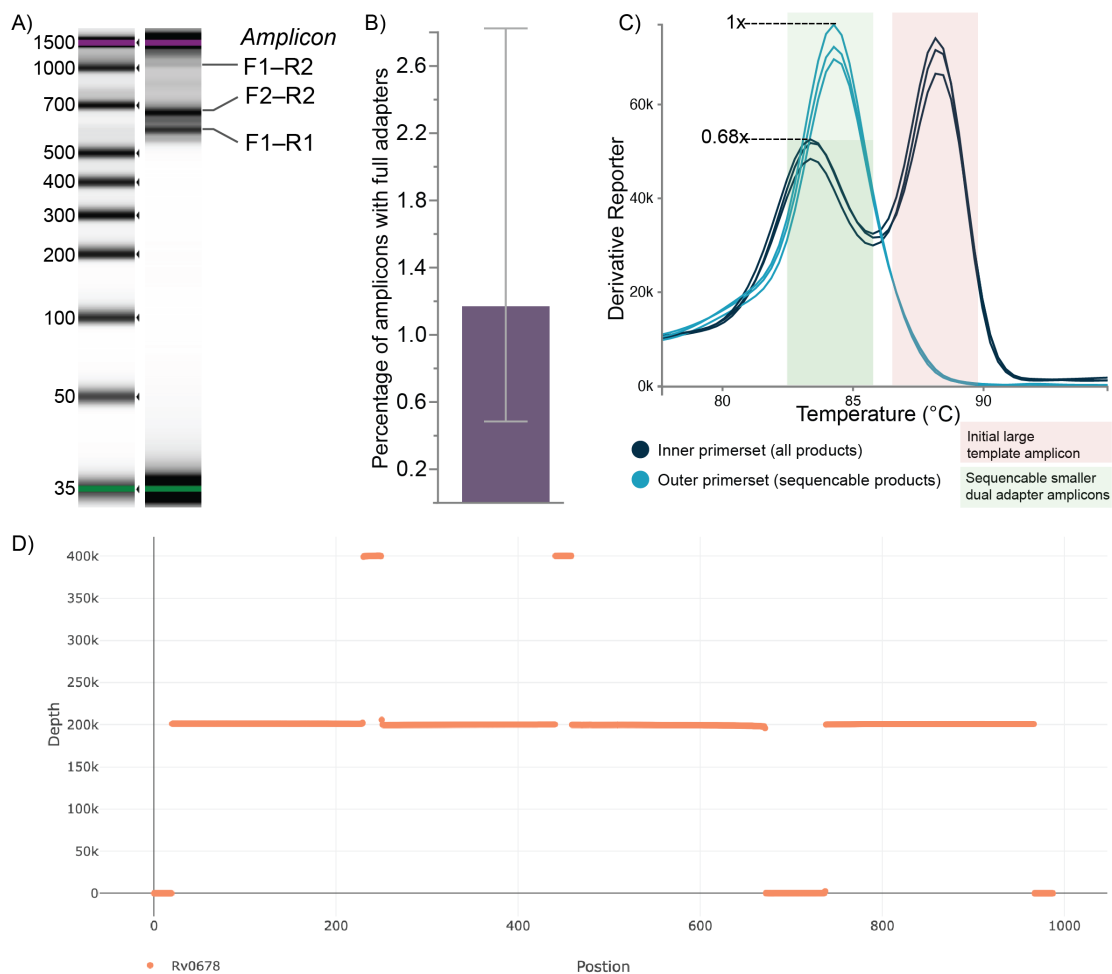 A)
1500
1000
700
500
400
300
200
100
50
35
Amplicon
F1–R2
F2–R2
F1–R1
B)
Percentage of amplicons with full adapters
2.6
2.2
1.8
1.4
1.0
0.6
0.2
C)
1x
0.68x
Derivative Reporter
60k
40k
20k
0k
80
85
90
Temperature (°C)
Inner primerset (all products)
Outer primerset (sequencable products)
Initial large
template amplicon
Sequencable smaller
dual adapter amplicons
D)
Depth
400k
350k
300k
250k
200k
150k
100k
50k
0
0
200
400
600
800
1000
Rv0678
Postion